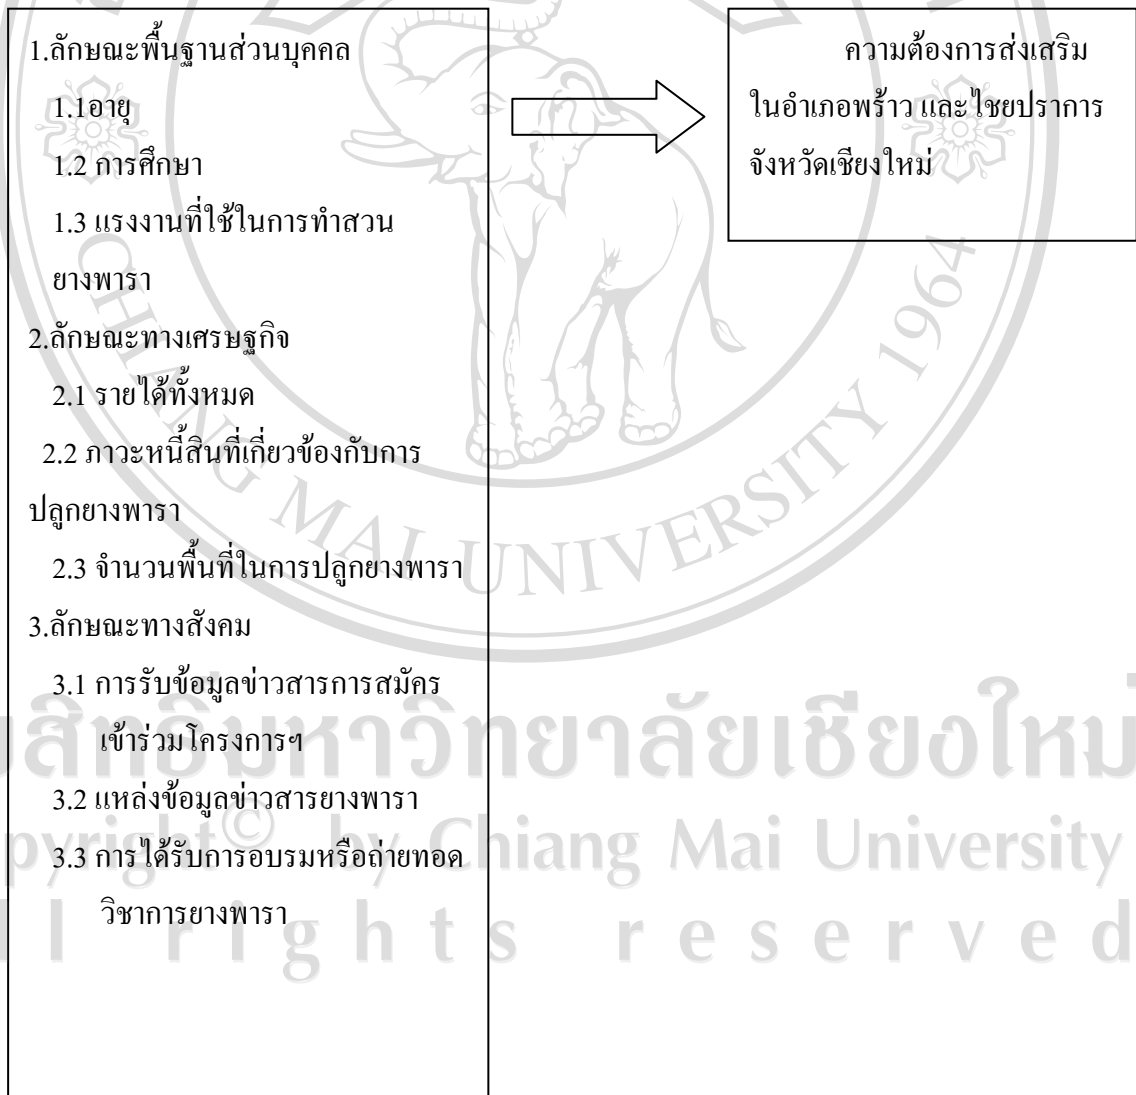 1.ลักษณะพื้นฐานส่วนบุคคล
1.1อายุ
1.2 การศึกษา
1.3 แรงงานที่ใช้ในการทำสวน
ยางพารา
2.ลักษณะทางเศรษฐกิจ
2.1 รายได้ทั้งหมด
2.2 ภาวะหนี้สินที่เกี่ยวข้องกับการ
ปลูกยางพารา
2.3 จำนวนพื้นที่ในการปลูกยางพารา
3.ลักษณะทางสังคม
3.1 การรับข้อมูลข่าวสารการสมัคร
เข้าร่วมโครงการฯ
3.2 แหล่งข้อมูลข่าวสารยางพารา
3.3 การได้รับการอบรมหรือถ่ายทอด
วิชาการยางพารา
ความต้องการส่งเสริม
ในอำเภอพร้าว และไชยปราการ
จังหวัดเชียงใหม่
CHIANG MAI UNIVERSITY 1964
สิทธิ์มหาวิทยาลัยเชียงใหม่
pyright© by Chiang Mai University
l rights reserved